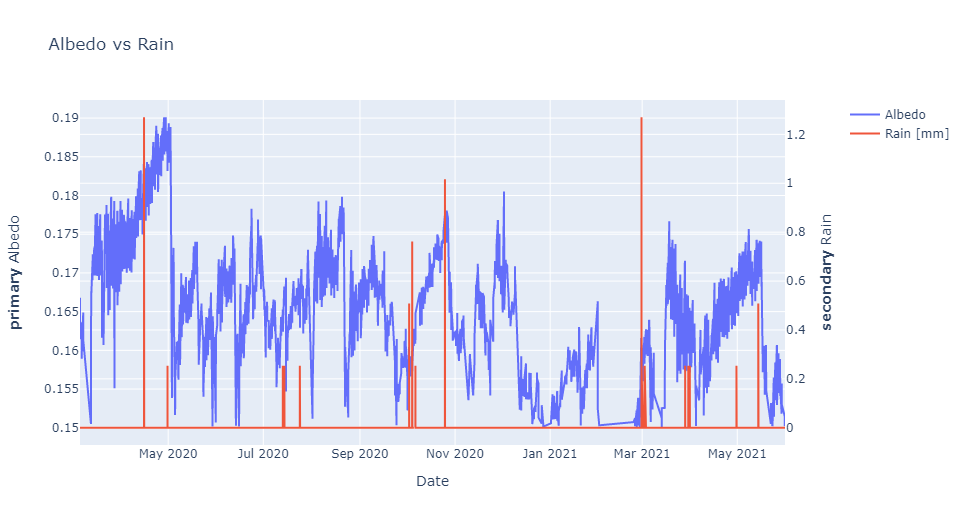 Albedo vs Rain
Albedo
Rain [mm]
primary Albedo
0.19
0.185
0.18
0.175
0.17
0.165
0.16
0.155
0.15
1.2
1
0.8
0.6
0.4
0.2
0
secondary Rain
May 2020 Jul 2020 Sep 2020 Nov 2020 Jan 2021 Mar 2021 May 2021
Date